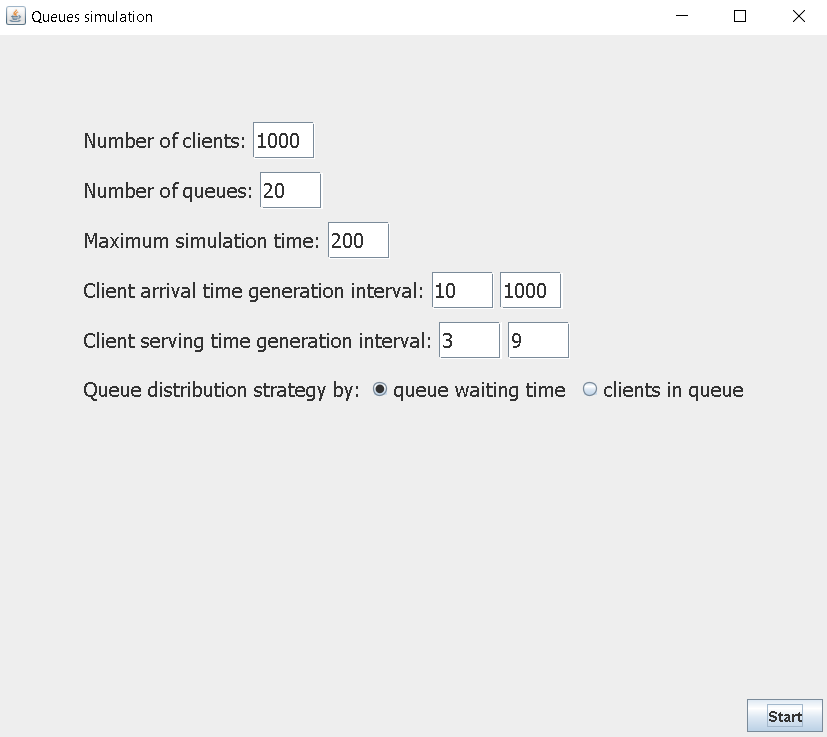 Queues simulation
Number of clients: 1000
Number of queues: 20
Maximum simulation time: 200
Client arrival time generation interval: 10 1000
Client serving time generation interval: 3 9
Queue distribution strategy by: queue waiting time clients in queue
Start